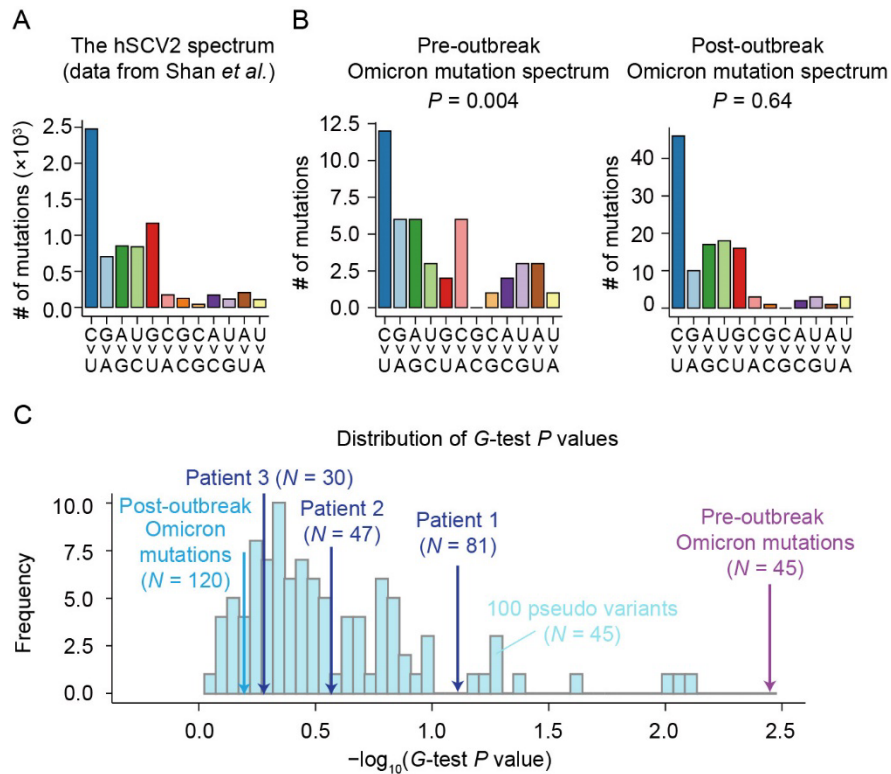 A
The hSCV2 spectrum
(data from Shan et al.)
# of mutations (×10³)
2.5
2.0
1.5
1.0
0.5
0.0
C>U G>A A>G U>C G>U C>A G>C C>G A>C U>G A>U U>A
B
Pre-outbreak
Omicron mutation spectrum
P = 0.004
# of mutations
12.5
10.0
7.5
5.0
2.5
0.0
C>U G>A A>G U>C G>U C>A G>C C>G A>C U>G A>U U>A
Post-outbreak
Omicron mutation spectrum
P = 0.64
# of mutations
40
30
20
10
0
C>U G>A A>G U>C G>U C>A G>C C>G A>C U>G A>U U>A
C
Distribution of G-test P values
Frequency
10.0
7.5
5.0
2.5
0.0
Post-outbreak
Omicron
mutations
(N = 120)
Patient 3 (N = 30)
Patient 2
(N = 47)
Patient 1
(N = 81)
100 pseudo variants
(N = 45)
Pre-outbreak
Omicron mutations
(N = 45)
0.0 0.5 1.0 1.5 2.0 2.5
−log₁₀(G-test P value)